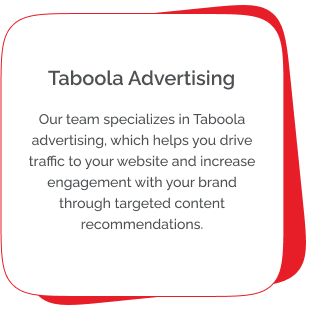 Taboola Advertising
Our team specializes in Taboola
advertising, which helps you drive
traffic to your website and increase
engagement with your brand
through targeted content
recommendations.